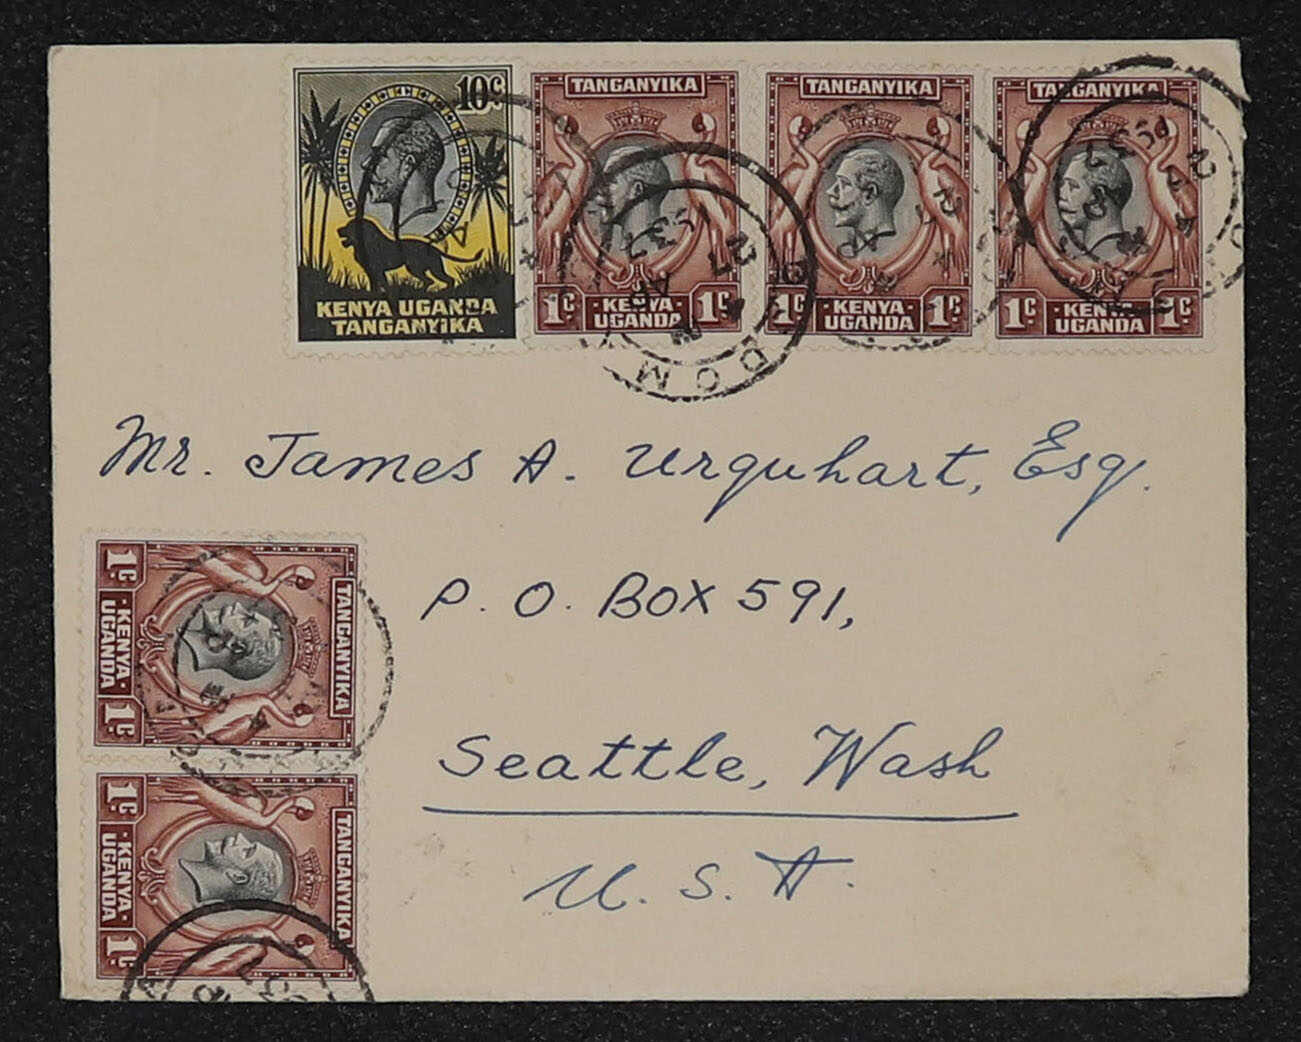 10c
KENYA UGANDA
TANGANYIKA
TANGANYIKA
1c KENYA UGANDA 1c
TANGANYIKA
1c KENYA UGANDA 1c
TANGANYIKA
1c KENYA UGANDA 1c
Mr. James A. Urquhart, Esq.
P. O. Box 591,
Seattle, Wash
U. S. A.
TANGANYIKA
1c KENYA UGANDA 1c
TANGANYIKA
1c KENYA UGANDA 1c